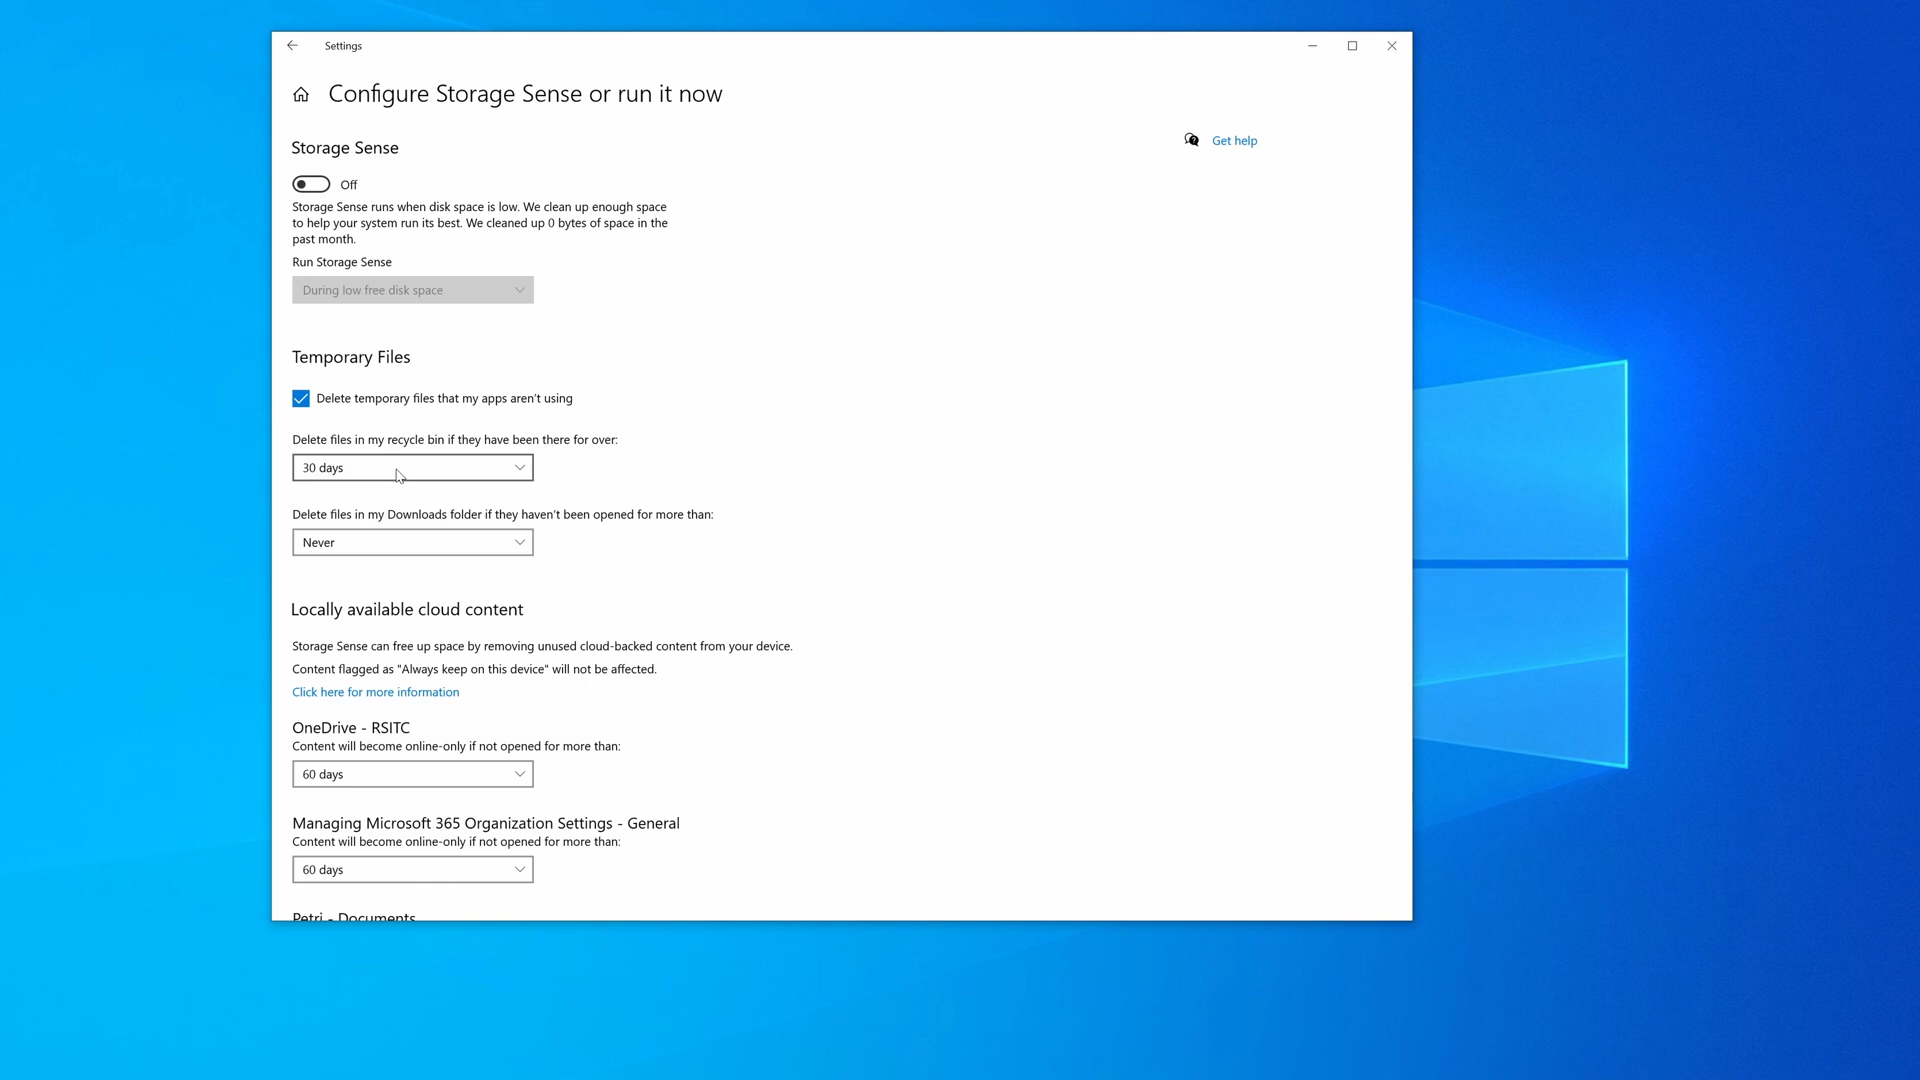 Settings
Configure Storage Sense or run it now
Storage Sense
Get help
Off
Storage Sense runs when disk space is low. We clean up enough space
to help your system run its best. We cleaned up 0 bytes of space in the
past month.
Run Storage Sense
During low free disk space
Temporary Files
Delete temporary files that my apps aren't using
Delete files in my recycle bin if they have been there for over:
30 days
Delete files in my Downloads folder if they haven't been opened for more than:
Never
Locally available cloud content
Storage Sense can free up space by removing unused cloud-backed content from your device.
Content flagged as "Always keep on this device" will not be affected.
Click here for more information
OneDrive - RSITC
Content will become online-only if not opened for more than:
60 days
Managing Microsoft 365 Organization Settings - General
Content will become online-only if not opened for more than:
60 days
Petri - Documents